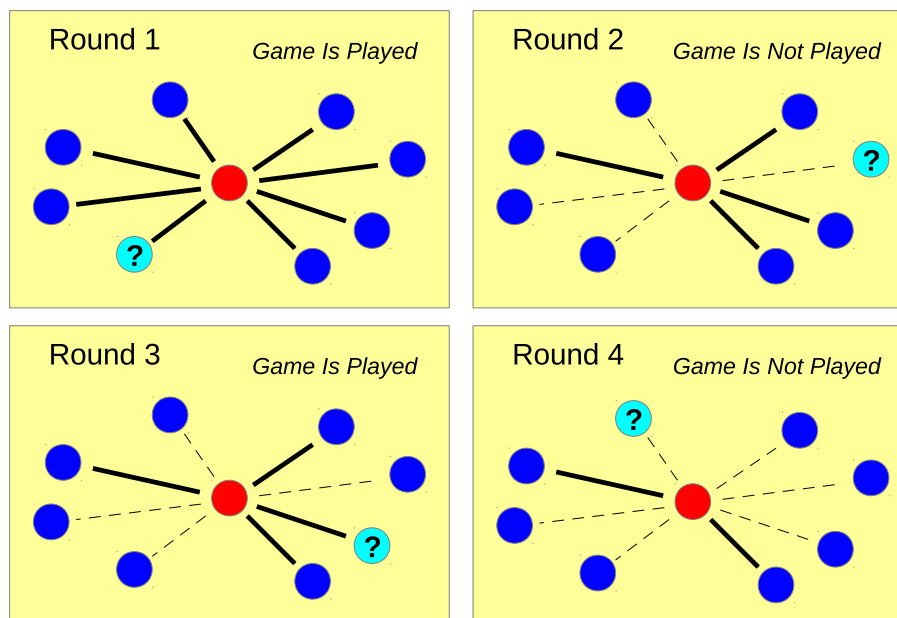 Round 1
Game Is Played
?
Round 2
Game Is Not Played
?
Round 3
Game Is Played
?
Round 4
Game Is Not Played
?